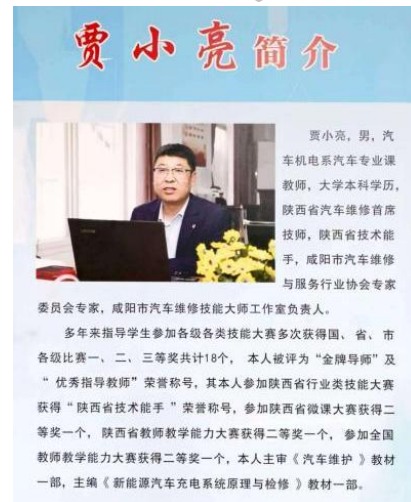 贾小亮简介
贾小亮，男，汽
车机电系汽车专业课
教师，大学本科学历，
陕西省汽车维修首席
技师，陕西省技术能
手，咸阳市汽车维修
与服务行业协会专家
委员会专家，咸阳市汽车维修技能大师工作室负责人。
多年来指导学生参加各级各类技能大赛多次获得国、省、市
各级比赛一、二、三等奖共计18个， 本人被评为“金牌导师”及
“ 优秀指导教师”荣誉称号，其本人参加陕西省行业类技能大赛
获得“ 陕西省技术能手 ”荣誉称号，参加陕西省微课大赛获得二
等奖一个， 陕西省教师教学能力大赛获得二等奖一个， 参加全国
教师教学能力大赛获得二等奖一个，本人主审《 汽车维护 》教材
一部，主编《 新能源汽车充电系统原理与检修 》教材一部。